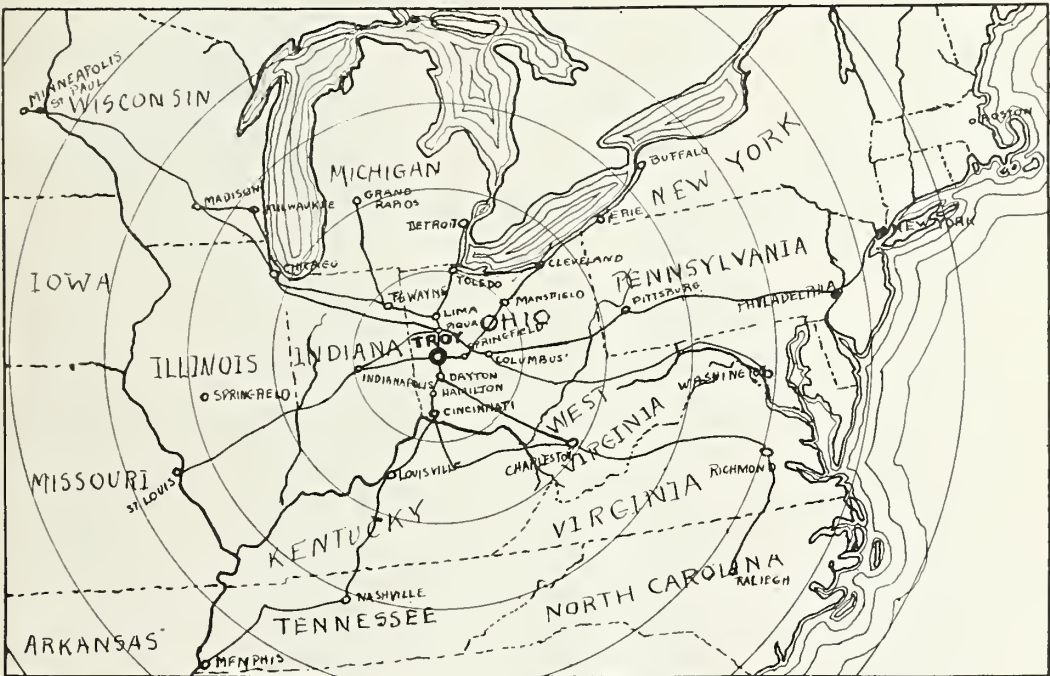 MINNEAPOLIS
ST PAUL
WISCONSIN
MICHIGAN
GRAND
RAPIDS
MADISON
MILWAUKEE
DETROIT
BUFFALO
NEW YORK
BOSTON
ERIE
NEW YORK
IOWA
CHICAGO
TOLEDO
CLEVELAND
PENNSYLVANIA
FT WAYNE
MANSFIELD
PITTSBURG
PHILADELPHIA
LIMA
PIQUA
OHIO
SPRINGFIELD
TROY
INDIANA
ILLINOIS
COLUMBUS
INDIANAPOLIS
DAYTON
HAMILTON
WASHINGTON
SPRINGFIELD
CINCINNATI
WEST
VIRGINIA
MISSOURI
ST. LOUIS
LOUISVILLE
CHARLESTON
RICHMOND
KENTUCKY
VIRGINIA
NORTH CAROLINA
RALIEGH
NASHVILLE
TENNESSEE
ARKANSAS
MEMPHIS